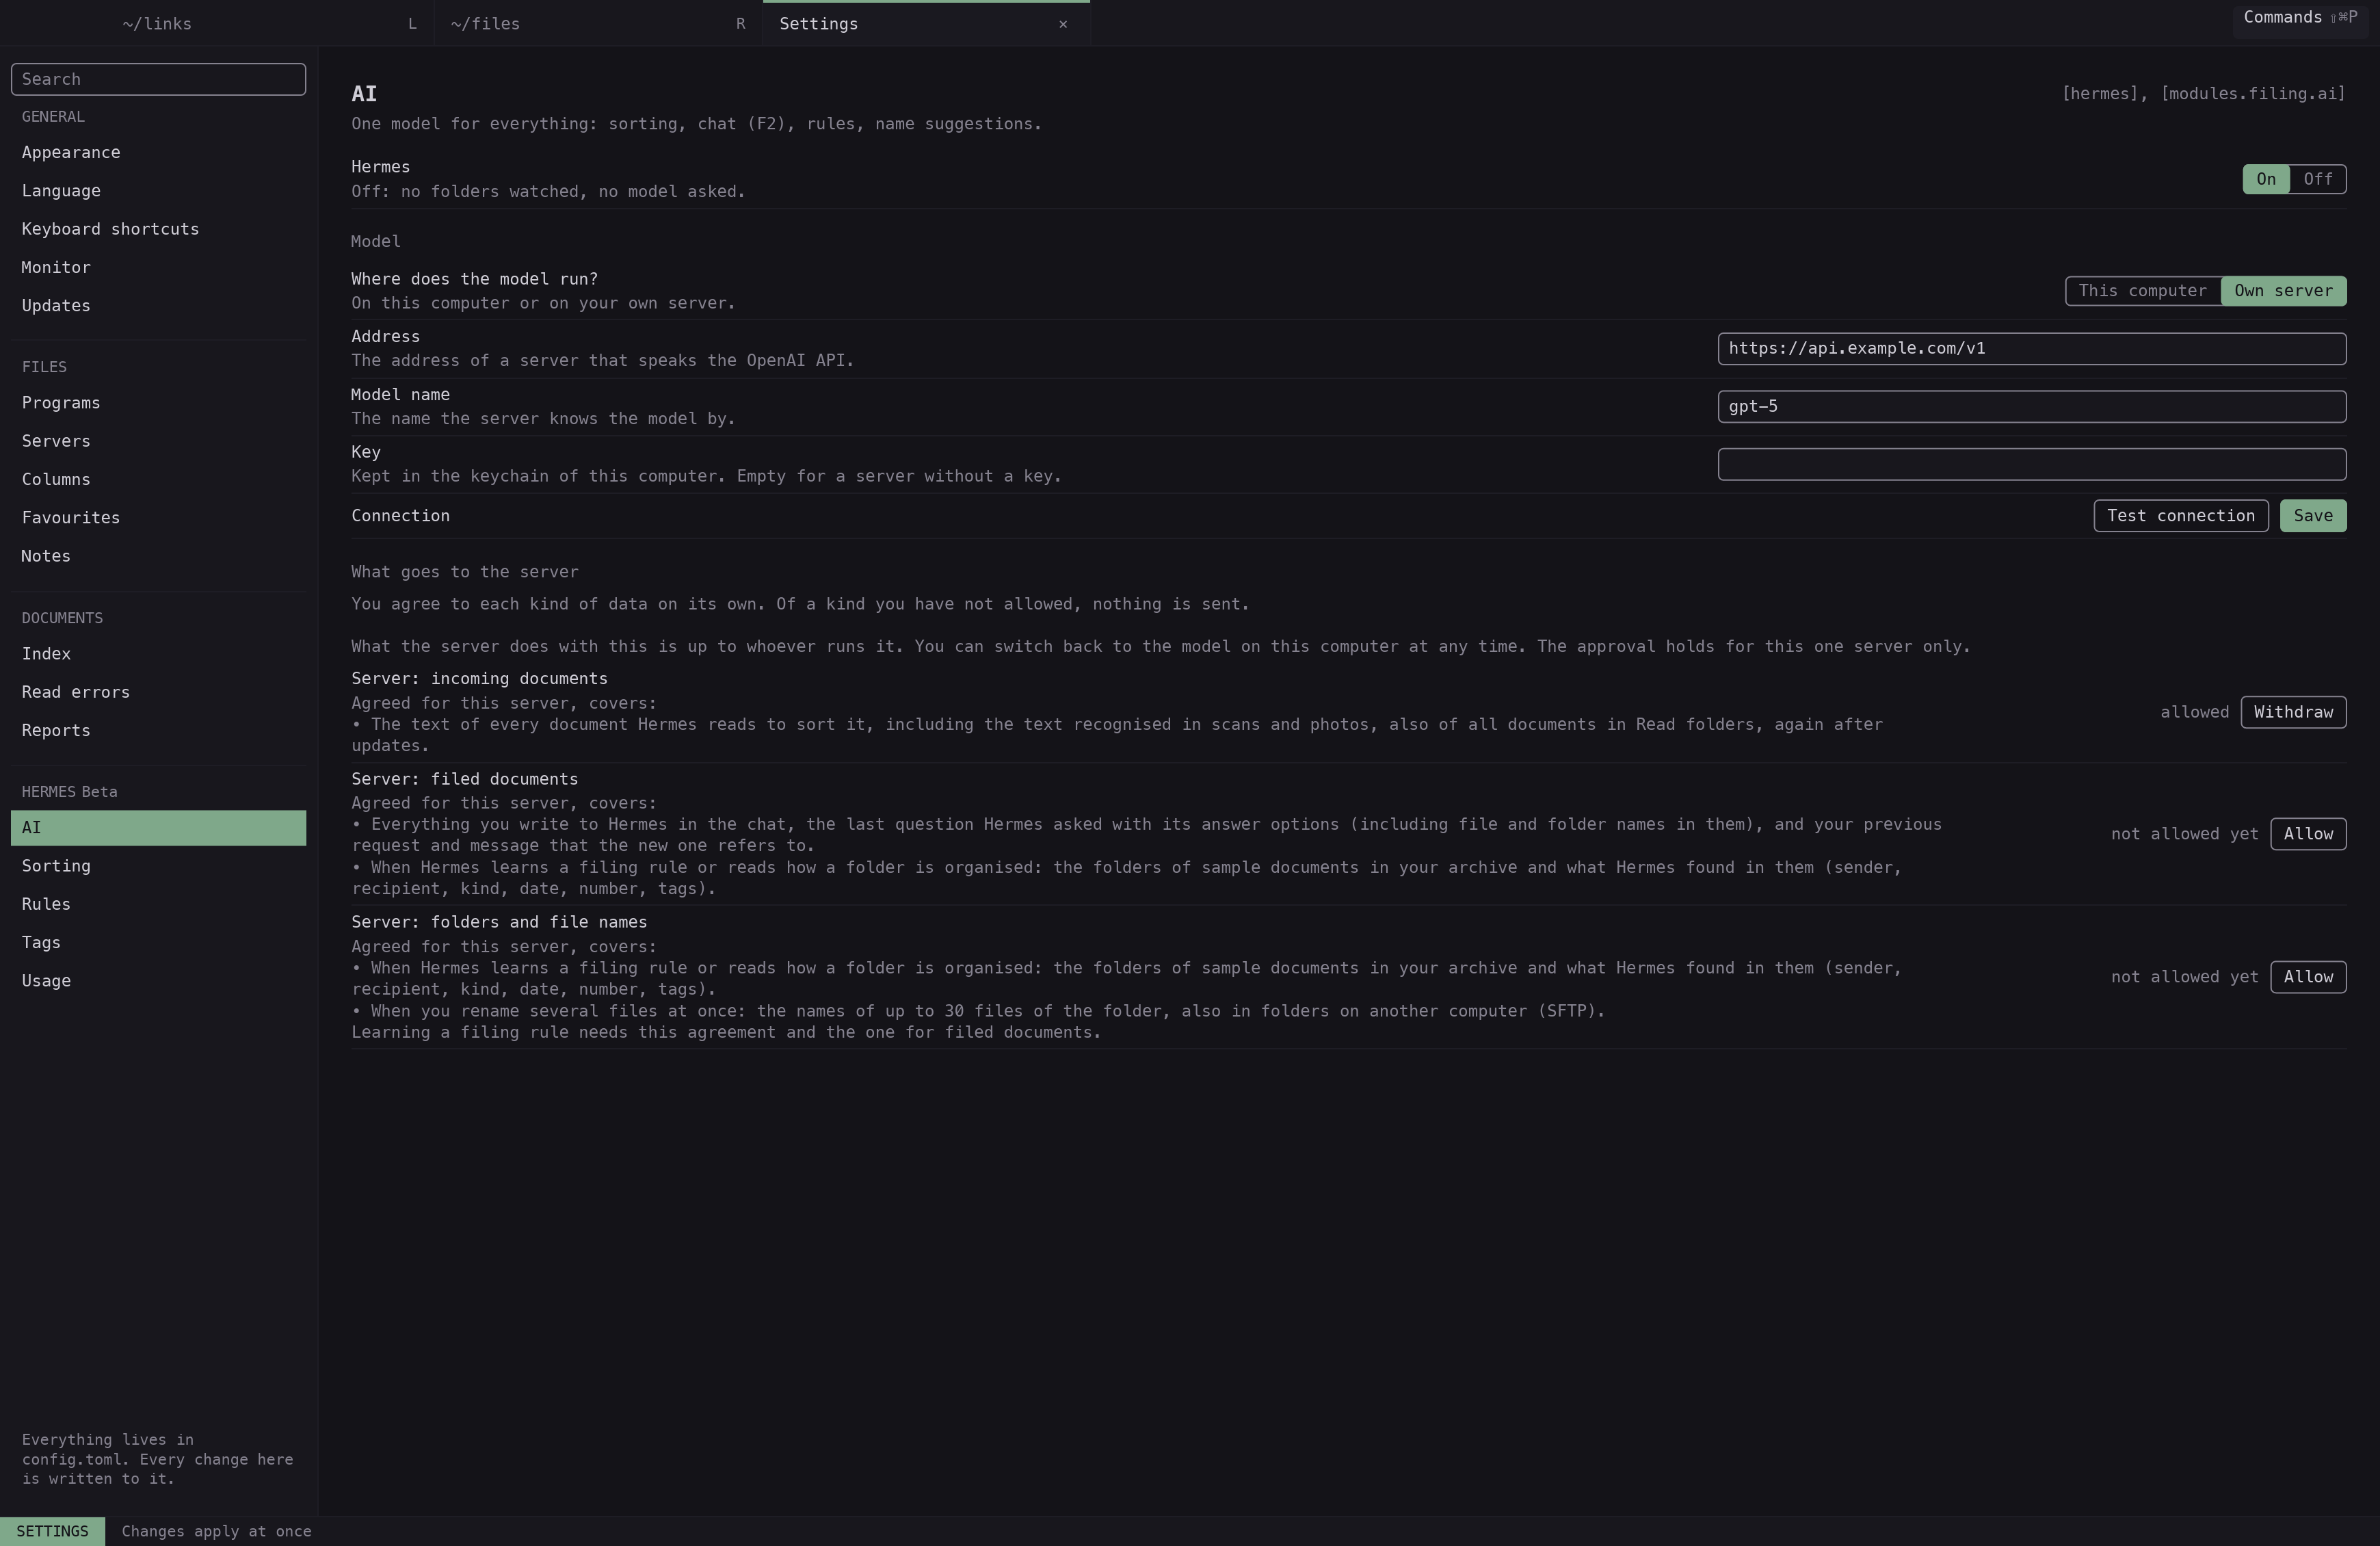 ~/links L ~/files R Settings × Commands ⇧⌘P
Search
GENERAL
Appearance
Language
Keyboard shortcuts
Monitor
Updates
FILES
Programs
Servers
Columns
Favourites
Notes
DOCUMENTS
Index
Read errors
Reports
HERMES Beta
AI
Sorting
Rules
Tags
Usage
Everything lives in
config.toml. Every change here
is written to it.
AI [hermes], [modules.filing.ai]
One model for everything: sorting, chat (F2), rules, name suggestions.
Hermes
Off: no folders watched, no model asked.
On Off
Model
Where does the model run?
On this computer or on your own server.
This computer Own server
Address
The address of a server that speaks the OpenAI API.
https://api.example.com/v1
Model name
The name the server knows the model by.
gpt-5
Key
Kept in the keychain of this computer. Empty for a server without a key.
Connection Test connection Save
What goes to the server
You agree to each kind of data on its own. Of a kind you have not allowed, nothing is sent.
What the server does with this is up to whoever runs it. You can switch back to the model on this computer at any time. The approval holds for this one server only.
Server: incoming documents
Agreed for this server, covers:
• The text of every document Hermes reads to sort it, including the text recognised in scans and photos, also of all documents in Read folders, again after
updates.
allowed Withdraw
Server: filed documents
Agreed for this server, covers:
• Everything you write to Hermes in the chat, the last question Hermes asked with its answer options (including file and folder names in them), and your previous
request and message that the new one refers to.
• When Hermes learns a filing rule or reads how a folder is organised: the folders of sample documents in your archive and what Hermes found in them (sender,
recipient, kind, date, number, tags).
not allowed yet Allow
Server: folders and file names
Agreed for this server, covers:
• When Hermes learns a filing rule or reads how a folder is organised: the folders of sample documents in your archive and what Hermes found in them (sender,
recipient, kind, date, number, tags).
• When you rename several files at once: the names of up to 30 files of the folder, also in folders on another computer (SFTP).
Learning a filing rule needs this agreement and the one for filed documents.
not allowed yet Allow
SETTINGS Changes apply at once